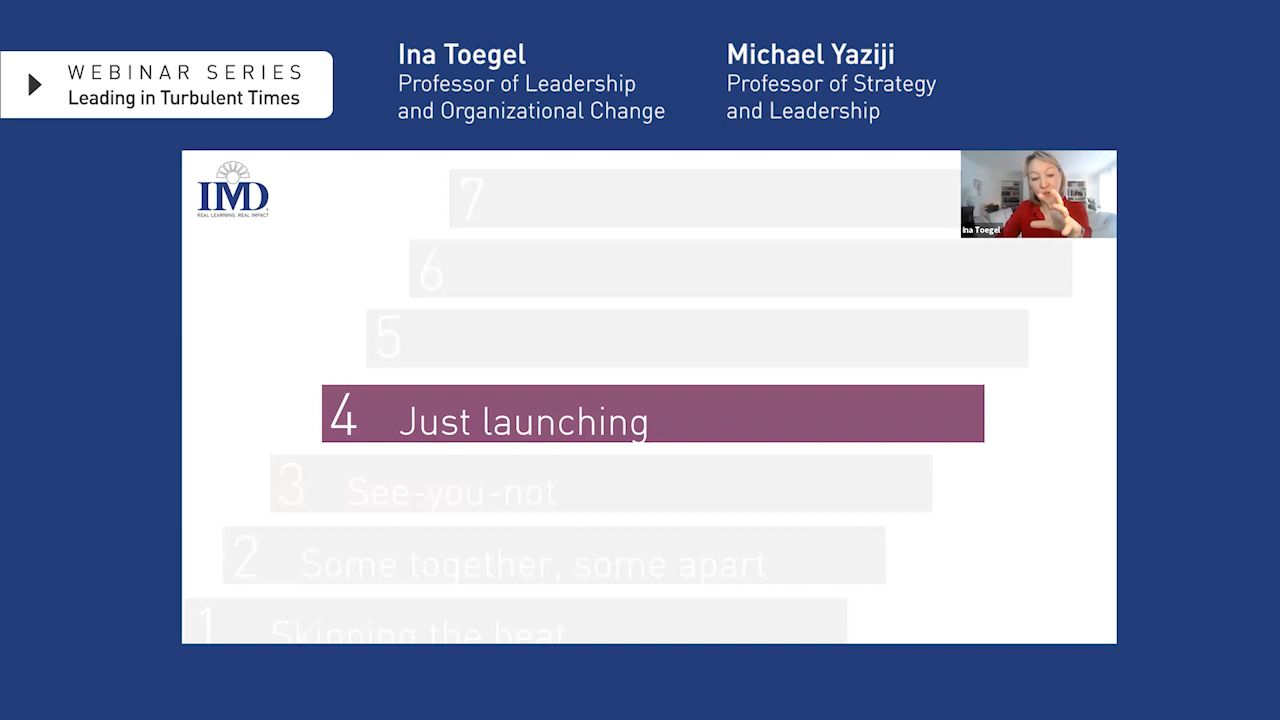 WEBINAR SERIES
Leading in Turbulent Times
Ina Toegel
Professor of Leadership
and Organizational Change
Michael Yaziji
Professor of Strategy
and Leadership
IMD
REAL LEARNING. REAL IMPACT
Ina Toegel
7
6
5
4 Just launching
3 See-you-not
2 Some together, some apart
1 Skipping the beat